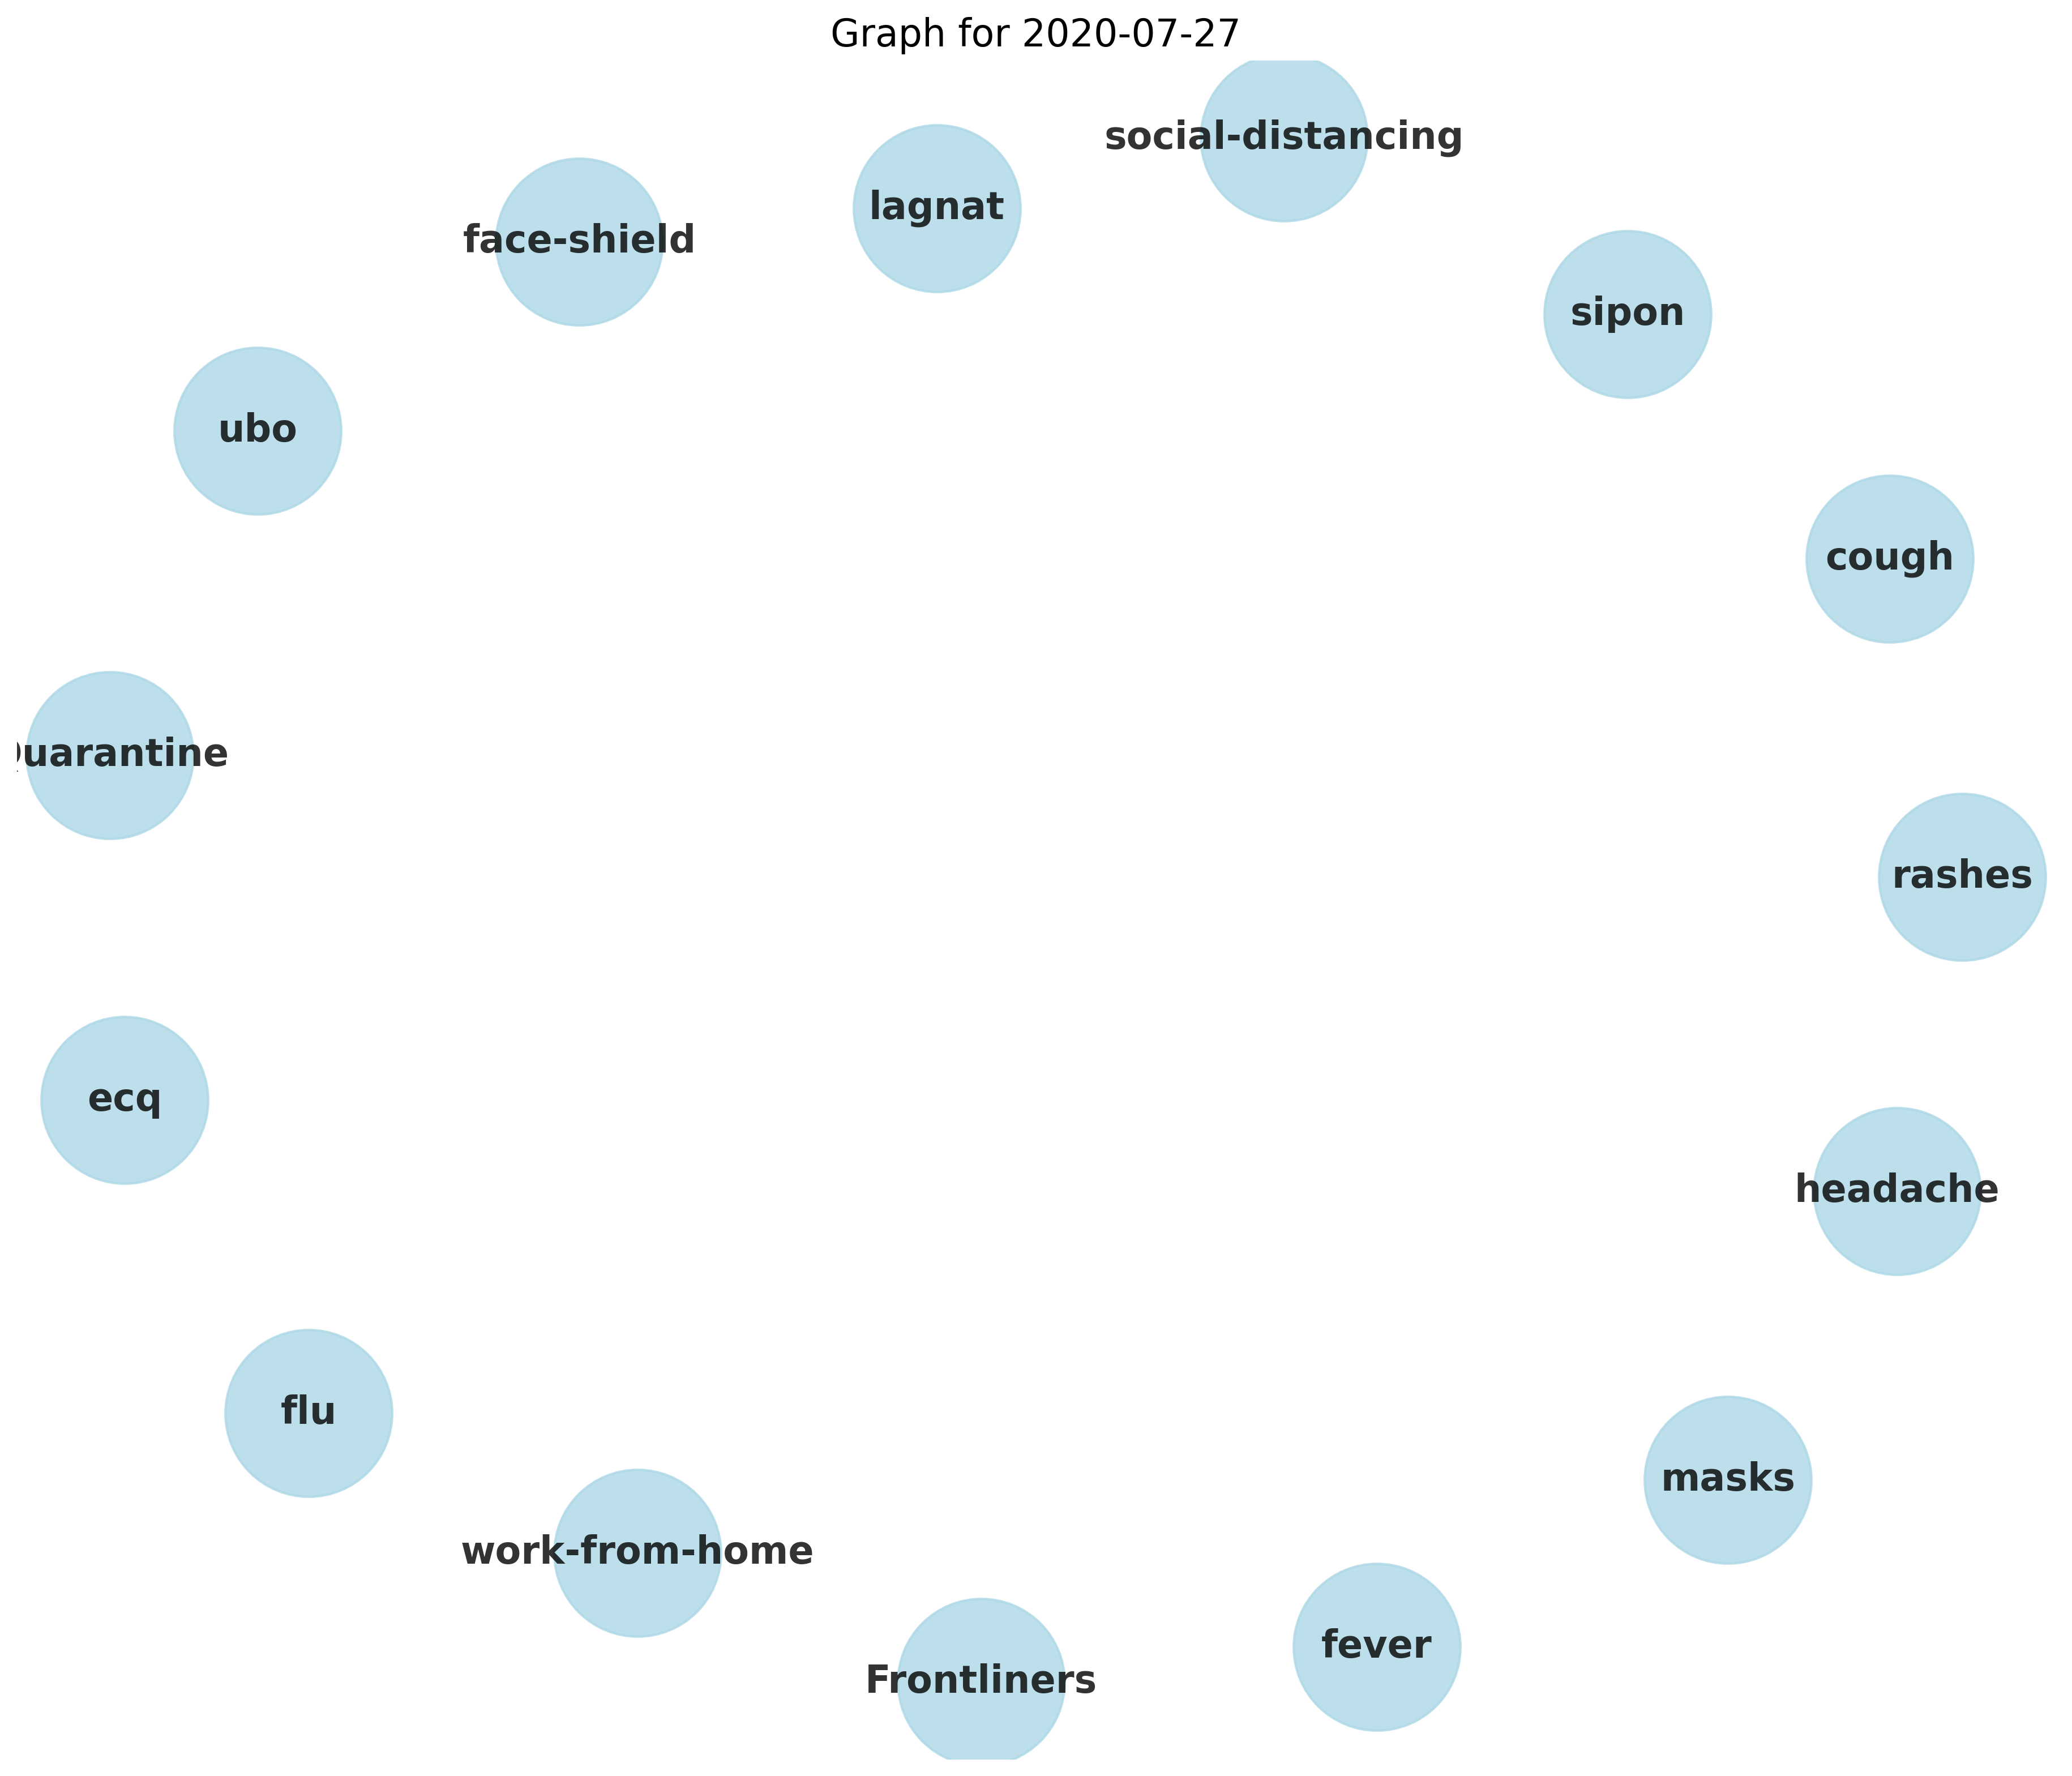 Graph for 2020-07-27
social-distancing
lagnat
face-shield
sipon
ubo
cough
uarantine
rashes
ecq
headache
flu
masks
work-from-home
fever
Frontliners